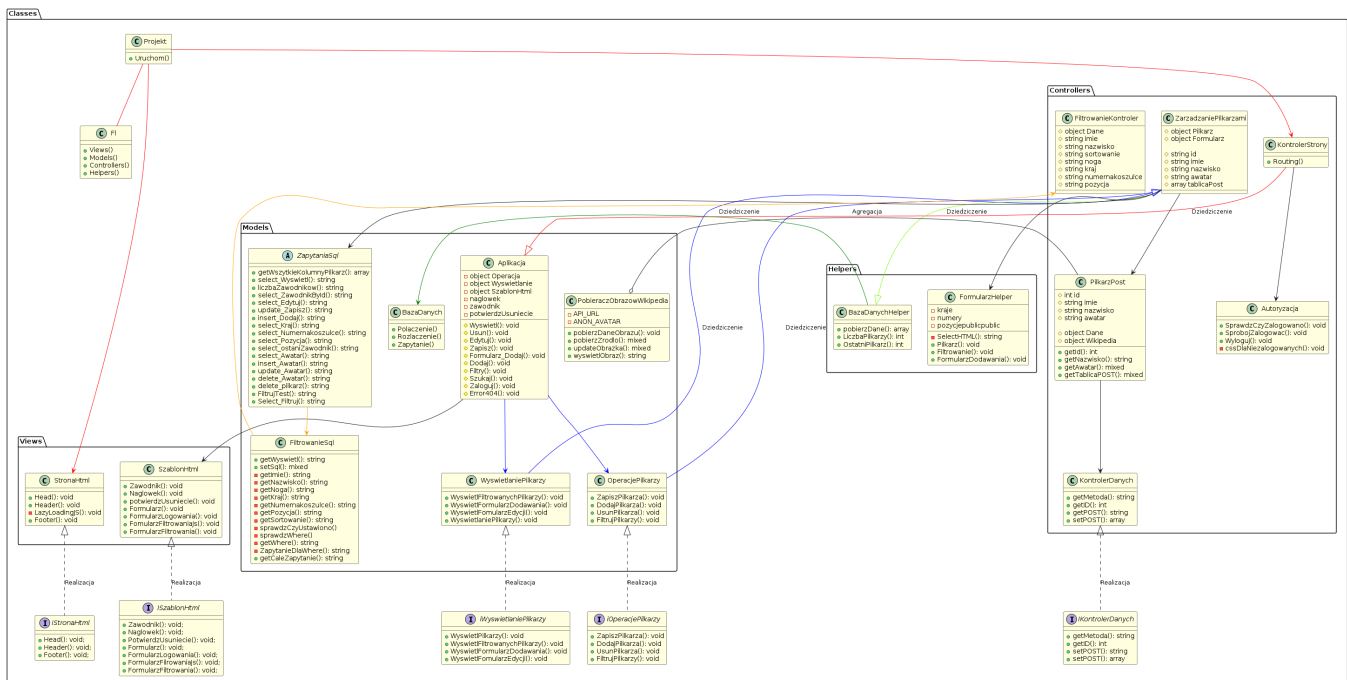 Classes
C Projekt
Uruchom()
C FI
Views()
Models()
Controllers()
Helpers()
Controllers
C FiltrowanieKontroler
object Dane
string imie
string nazwisko
string sortowanie
string noga
string kraj
string numernakoszulce
string pozycja
C ZarzadzaniePilkarzami
object Pilkarz
object Formularz
string id
string imie
string nazwisko
string awatar
array tablicaPost
C KontrolerStrony
Routing()
Dziedziczenie
Agregacja
Dziedziczenie
Dziedziczenie
Models
A ZapytaniaSql
getWszytkieKolumnyPilkarz(): array
select_Wyswietl(): string
liczbaZawodnikow(): string
select_ZawodnikByid(): string
select_Edytuj(): string
update_Zapisz(): string
insert_Dodaj(): string
select_Kraj(): string
select_Numernakoszulce(): string
select_Pozycja(): string
select_ostaniZawodnik(): string
select_Awatar(): string
insert_Awatar(): string
update_Awatar(): string
delete_Awatar(): string
delete_pilkarz(): string
FiltrujTest(): string
Select_Filtruj(): string
C BazaDanych
Polaczenie()
Rozlaczenie()
Zapytanie()
C Aplikacja
object Operacja
object Wyswietlanie
object SzablonHtml
naglowek
zawodnik
potwierdzUsuniecie
Wyswietl(): void
Usun(): void
Edytuj(): void
Zapisz(): void
Formularz_Dodaj(): void
Dodaj(): void
Filtry(): void
Szukaj(): void
Zaloguj(): void
Error404(): void
C PobieraczObrazowWikipedia
API_URL
ANON_AVATAR
pobierzDaneObrazu(): void
pobierzZrodlo(): mixed
updateObrazka(): mixed
wyswietObraz(): string
Helpers
C BazaDanychHelper
pobierzDane(): array
LiczbaPilkarzy(): int
OstatniPilkarz(): int
C FormularzHelper
kraje
numery
pozycjepublicpublic
SelectHTML(): string
Pilkarz(): void
Filtrowanie(): void
FormularzDodawania(): void
C PilkarzPost
int id
string imie
string nazwisko
string awatar
object Dane
object Wikipedia
getId(): int
getNazwisko(): string
getAwatar(): mixed
getTablicaPOST(): mixed
C Autoryzacja
SprawdzCzyZalogowano(): void
SprobojZalogowac(): void
Wyloguj(): void
cssDlaNiezalogowanych(): void
Dziedziczenie
Dziedziczenie
Views
C StronaHtml
Head(): void
Header(): void
LazyLoadingJS(): void
Footer(): void
C SzablonHtml
Zawodnik(): void
Naglowek(): void
potwierdzUsuniecie(): void
Formularz(): void
FormularzLogowania(): void
FomularzFiltrowaniaJs(): void
FormularzFiltrowania(): void
C FiltrowanieSql
getWyswietl(): string
setSql(): mixed
getImie(): string
getNazwisko(): string
getNoga(): string
getKraj(): string
getNumernakoszulce(): string
getPozycja(): string
getSortowanie(): string
sprawdzCzyUstawiono()
sprawdzWhere()
getWhere(): string
ZapytanieDlaWhere(): string
getCaleZapytanie(): string
C WyswietlaniePilkarzy
WyswietlFiltrowanychPilkarzy(): void
WyswietlFormularzDodawania(): void
WyswietlFomularzEdycji(): void
WyswietlaniePilkarzy(): void
C OperacjePilkarzy
ZapiszPilkarza(): void
DodajPilkarza(): void
UsunPilkarza(): void
FiltrujPilkarzy(): void
C KontrolerDanych
getMetoda(): string
getID(): int
getPOST(): string
setPOST(): array
Realizacja
Realizacja
Realizacja
Realizacja
Realizacja
I IStronaHtml
Head(): void;
Header(): void;
Footer(): void;
I ISzablonHtml
Zawodnik(): void;
Naglowek(): void;
PotwierdzUsuniecie(): void;
Formularz(): void;
FormularzLogowania(): void;
FormularzFilrowaniaJs(): void;
FormularzFiltrowania(): void;
I IWyswietlaniePilkarzy
WyswietlPilkarzy(): void
WyswietlFiltrowanychPilkarzy(): void
WyswietlFormularzDodawania(): void
WyswietlFomularzEdycji(): void
I IOperacjePilkarzy
ZapiszPilkarza(): void
DodajPilkarza(): void
UsunPilkarza(): void
FiltrujPilkarzy(): void
I IKontrolerDanych
getMetoda(): string
getID(): int
setPOST(): string
setPOST(): array